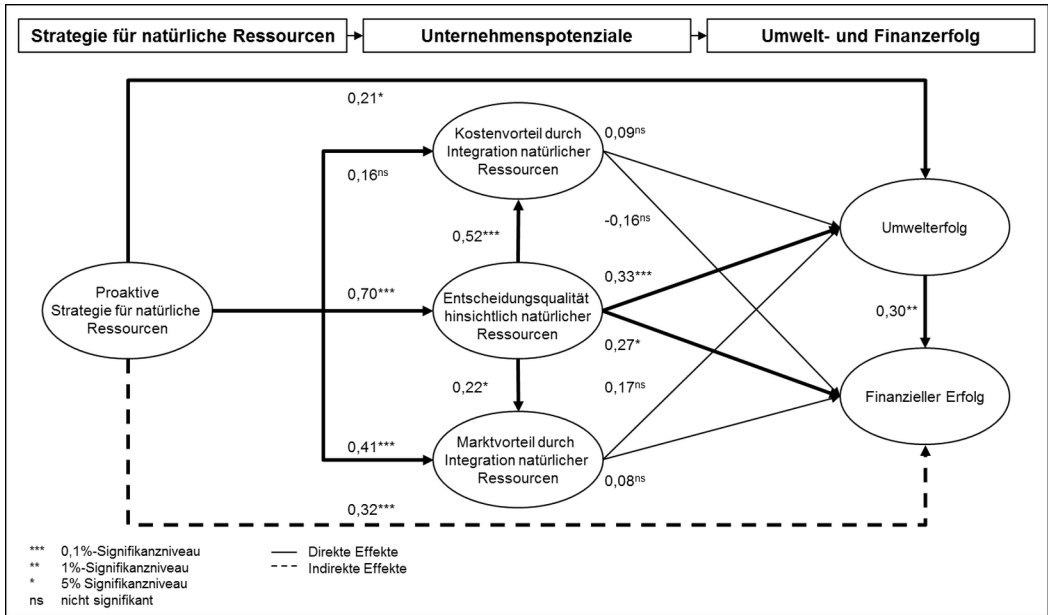 Strategie für natürliche Ressourcen
Unternehmenspotenziale
Umwelt- und Finanzerfolg
0,21*
Kostenvorteil durch
Integration natürlicher
Ressourcen
0,09ns
0,16ns
-0,16ns
Umwelterfolg
0,52***
0,33***
Proaktive
Strategie für natürliche
Ressourcen
0,70***
Entscheidungsqualität
hinsichtlich natürlicher
Ressourcen
0,30**
0,27*
0,22*
0,17ns
Finanzieller Erfolg
0,41***
Marktvorteil durch
Integration natürlicher
Ressourcen
0,08ns
0,32***
*** 0,1%-Signifikanzniveau
** 1%-Signifikanzniveau
* 5% Signifikanzniveau
ns nicht signifikant
Direkte Effekte
Indirekte Effekte